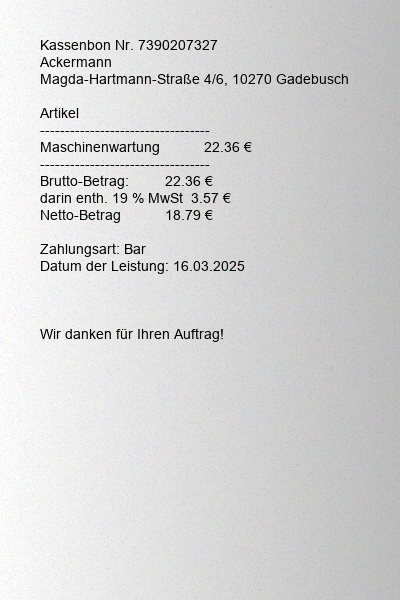 Kassenbon Nr. 7390207327
Ackermann
Magda-Hartmann-Straße 4/6, 10270 Gadebusch
Artikel
----------------------------------
Maschinenwartung 22.36 €
----------------------------------
Brutto-Betrag: 22.36 €
darin enth. 19 % MwSt 3.57 €
Netto-Betrag 18.79 €
Zahlungsart: Bar
Datum der Leistung: 16.03.2025
Wir danken für Ihren Auftrag!